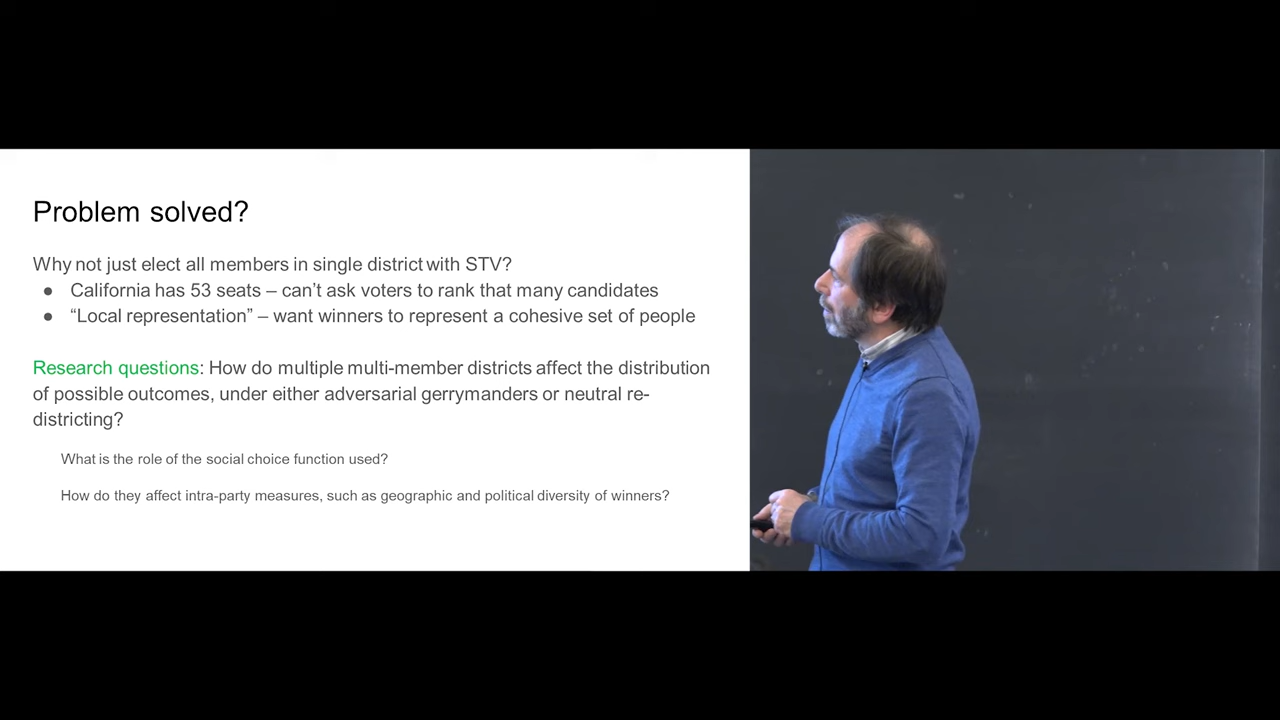 Problem solved?
Why not just elect all members in single district with STV?
● California has 53 seats – can't ask voters to rank that many candidates
● “Local representation” – want winners to represent a cohesive set of people
Research questions: How do multiple multi-member districts affect the distribution
of possible outcomes, under either adversarial gerrymanders or neutral re-
districting?
What is the role of the social choice function used?
How do they affect intra-party measures, such as geographic and political diversity of winners?